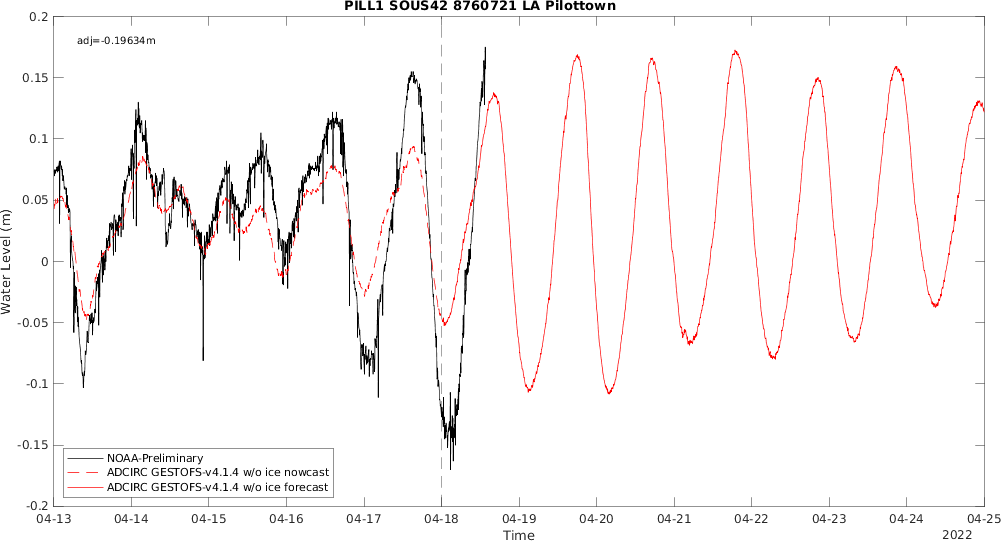 PILL1 SOUS42 8760721 LA Pilottown
adj=-0.19634m
0.2
0.15
0.1
0.05
0
-0.05
-0.1
-0.15
-0.2
Water Level (m)
NOAA-Preliminary
ADCIRC GESTOFS-v4.1.4 w/o ice nowcast
ADCIRC GESTOFS-v4.1.4 w/o ice forecast
04-13 04-14 04-15 04-16 04-17 04-18 04-19 04-20 04-21 04-22 04-23 04-24 04-25
Time
2022